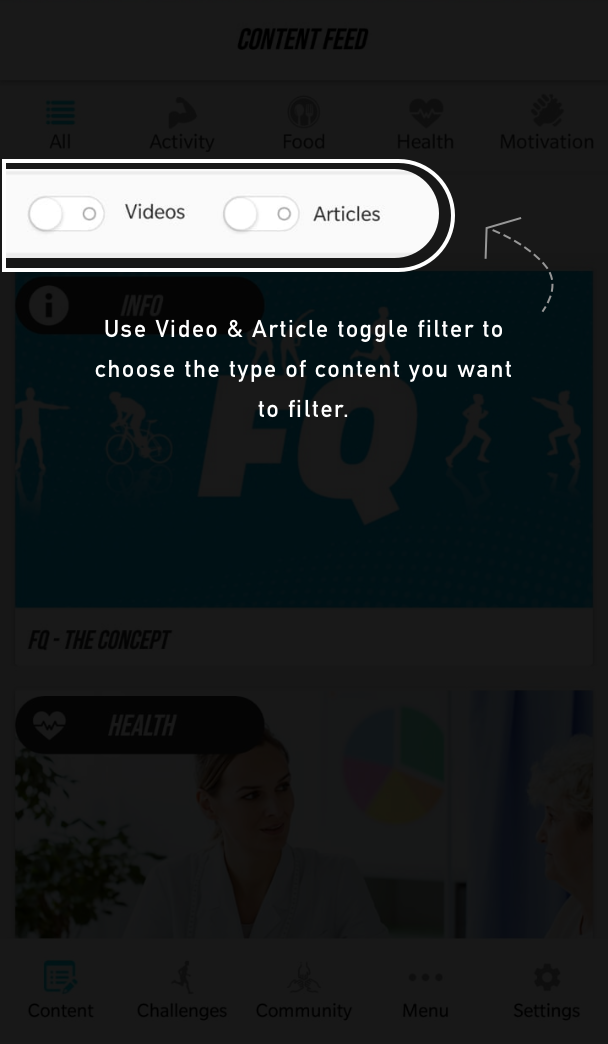 CONTENT FEED
All Activity Food Health Motivation
Videos Articles
INFO
Use Video & Article toggle filter to
choose the type of content you want
to filter.
FQ
FQ - THE CONCEPT
HEALTH
Content Challenges Community Menu Settings